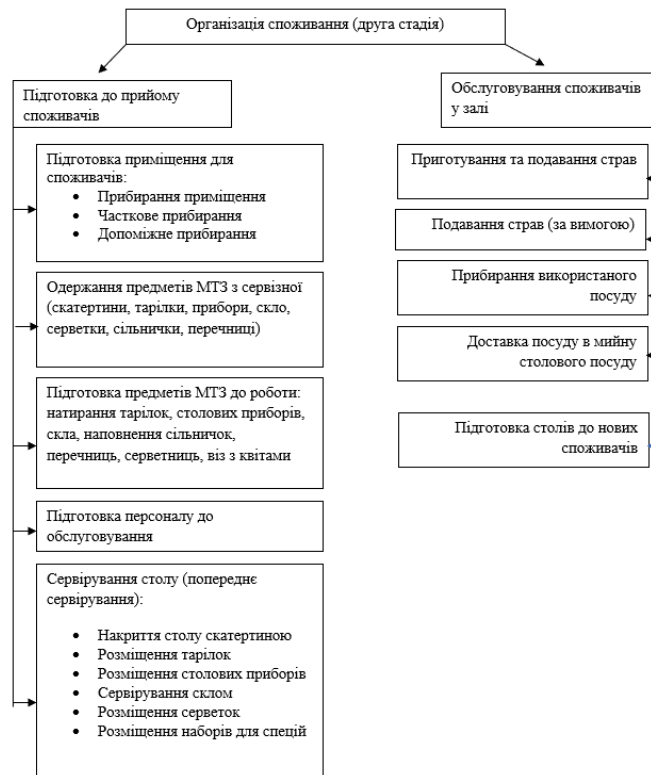 Організація споживання (друга стадія)
Підготовка до прийому
споживачів
Підготовка приміщення для
споживачів:
• Прибирання приміщення
• Часткове прибирання
• Допоміжне прибирання
Одержання предметів МТЗ з сервізної
(скатертини, тарілки, прибори, скло,
серветки, сільнички, перечниці)
Підготовка предметів МТЗ до роботи:
натирання тарілок, столових приборів,
скла, наповнення сільничок,
перечниць, серветниць, віз з квітами
Підготовка персоналу до
обслуговування
Сервірування столу (попереднє
сервірування):
• Накриття столу скатертиною
• Розміщення тарілок
• Розміщення столових приборів
• Сервірування склом
• Розміщення серветок
• Розміщення наборів для спецій
Обслуговування споживачів
у залі
Приготування та подавання страв
Подавання страв (за вимогою)
Прибирання використаного
посуду
Доставка посуду в мийну
столового посуду
Підготовка столів до нових
споживачів